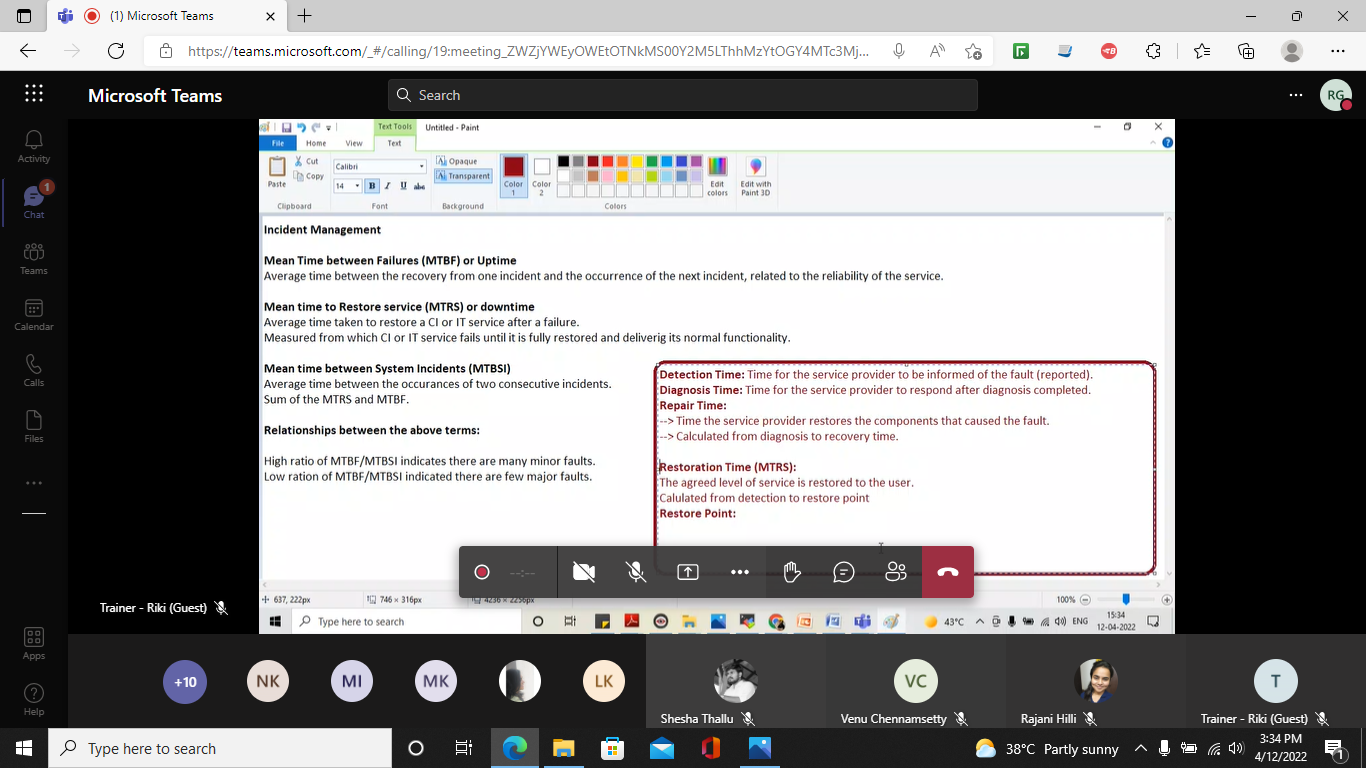 (1) Microsoft Teams
https://teams.microsoft.com/_#/calling/19:meeting_ZWZjYWEyOWEtOTNkMS00Y2M5LThhMzYtOGY4MTc3Mj...
Microsoft Teams
Search
RG
Activity
1
Chat
Teams
Calendar
Calls
Files
Apps
Help
Text Tools
Untitled - Paint
File
Home
View
Text
Paste
Cut
Copy
Clipboard
Calibri
14
B
I
U
abc
Font
Opaque
Transparent
Background
Color 1
Color 2
Colors
Edit colors
Edit with Paint 3D
Incident Management
Mean Time between Failures (MTBF) or Uptime
Average time between the recovery from one incident and the occurrence of the next incident, related to the reliability of the service.
Mean time to Restore service (MTRS) or downtime
Average time taken to restore a CI or IT service after a failure.
Measured from which CI or IT service fails until it is fully restored and deliverig its normal functionality.
Mean time between System Incidents (MTBSI)
Average time between the occurances of two consecutive incidents.
Sum of the MTRS and MTBF.
Relationships between the above terms:
High ratio of MTBF/MTBSI indicates there are many minor faults.
Low ration of MTBF/MTBSI indicated there are few major faults.
Detection Time: Time for the service provider to be informed of the fault (reported).
Diagnosis Time: Time for the service provider to respond after diagnosis completed.
Repair Time:
--> Time the service provider restores the components that caused the fault.
--> Calculated from diagnosis to recovery time.
Restoration Time (MTRS):
The agreed level of service is restored to the user.
Calulated from detection to restore point
Restore Point:
--:--
637, 222px
746 × 316px
4236 × 2256px
100%
Trainer - Riki (Guest)
Type here to search
43°C
ENG
15:34
12-04-2022
+10
NK
MI
MK
LK
Shesha Thallu
VC
Venu Chennamsetty
Rajani Hilli
T
Trainer - Riki (Guest)
Type here to search
38°C Partly sunny
3:34 PM
4/12/2022
1